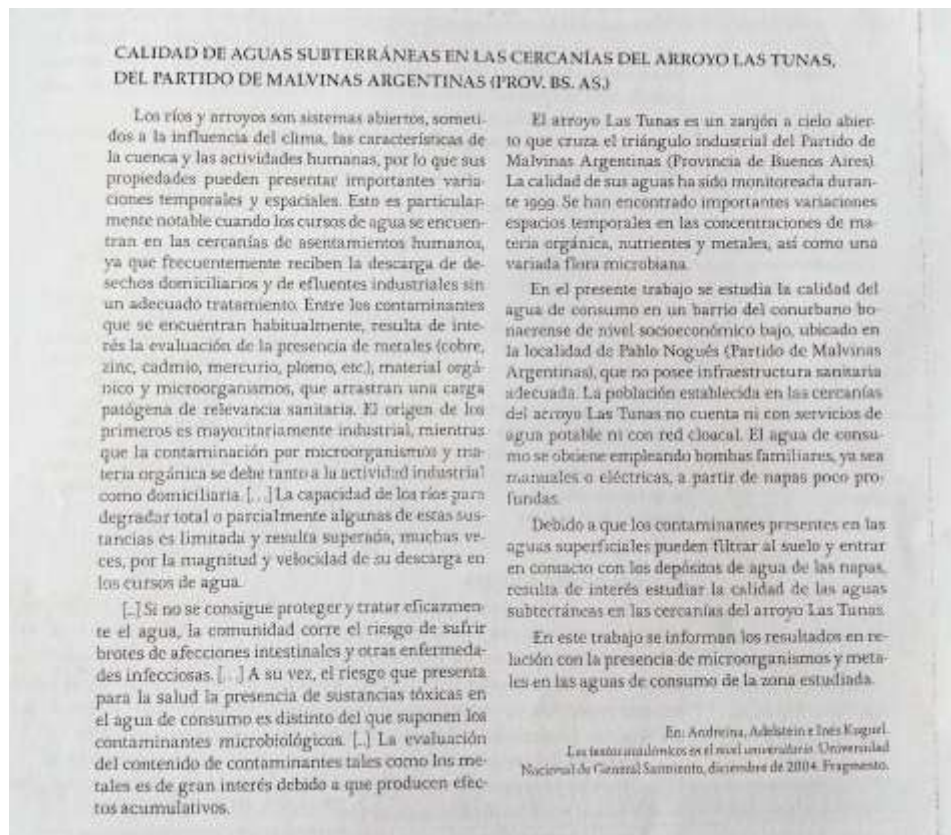 CALIDAD DE AGUAS SUBTERRÁNEAS EN LAS CERCANÍAS DEL ARROYO LAS TUNAS,
DEL PARTIDO DE MALVINAS ARGENTINAS (PROV. BS. AS.)
Los ríos y arroyos son sistemas abiertos, someti-
dos a la influencia del clima, las características de
la cuenca y las actividades humanas, por lo que sus
propiedades pueden presentar importantes varia-
ciones temporales y espaciales. Esto es particular-
mente notable cuando los cursos de agua se encuen-
tran en las cercanías de asentamientos humanos,
ya que frecuentemente reciben la descarga de de-
sechos domiciliarios y de efluentes industriales sin
un adecuado tratamiento. Entre los contaminantes
que se encuentran habitualmente, resulta de inte-
rés la evaluación de la presencia de metales (cobre,
zinc, cadmio, mercurio, plomo, etc.), material orgá-
nico y microorganismos, que arrastran una carga
patógena de relevancia sanitaria. El origen de los
primeros es mayoritariamente industrial, mientras
que la contaminación por microorganismos y ma-
teria orgánica se debe tanto a la actividad industrial
como domiciliaria. [...] La capacidad de los ríos para
degradar total o parcialmente algunas de estas sus-
tancias es limitada y resulta superada, muchas ve-
ces, por la magnitud y velocidad de su descarga en
los cursos de agua.
[...] Si no se consigue proteger y tratar eficazmen-
te el agua, la comunidad corre el riesgo de sufrir
brotes de afecciones intestinales y otras enfermeda-
des infecciosas. [...] A su vez, el riesgo que presenta
para la salud la presencia de sustancias tóxicas en
el agua de consumo es distinto del que suponen los
contaminantes microbiológicos. [...] La evaluación
del contenido de contaminantes tales como los me-
tales es de gran interés debido a que producen efec-
tos acumulativos.
El arroyo Las Tunas es un zanjón a cielo abier-
to que cruza el triángulo industrial del Partido de
Malvinas Argentinas (Provincia de Buenos Aires).
La calidad de sus aguas ha sido monitoreada duran-
te 1999. Se han encontrado importantes variaciones
espacios temporales en las concentraciones de ma-
teria orgánica, nutrientes y metales, así como una
variada flora microbiana.
En el presente trabajo se estudia la calidad del
agua de consumo en un barrio del conurbano bo-
naerense de nivel socioeconómico bajo, ubicado en
la localidad de Pablo Nogués (Partido de Malvinas
Argentinas), que no posee infraestructura sanitaria
adecuada. La población establecida en las cercanías
del arroyo Las Tunas no cuenta ni con servicios de
agua potable ni con red cloacal. El agua de consu-
mo se obtiene empleando bombas familiares, ya sea
manuales o eléctricas, a partir de napas poco pro-
fundas.
Debido a que los contaminantes presentes en las
aguas superficiales pueden filtrar al suelo y entrar
en contacto con los depósitos de agua de las napas,
resulta de interés estudiar la calidad de las aguas
subterráneas en las cercanías del arroyo Las Tunas.
En este trabajo se informan los resultados en re-
lación con la presencia de microorganismos y meta-
les en las aguas de consumo de la zona estudiada.
En: Andreina, Adelstein e Inés Kuguel.
Los textos académicos en el nivel universitario. Universidad
Nacional de General Sarmiento, diciembre de 2004. Fragmento.